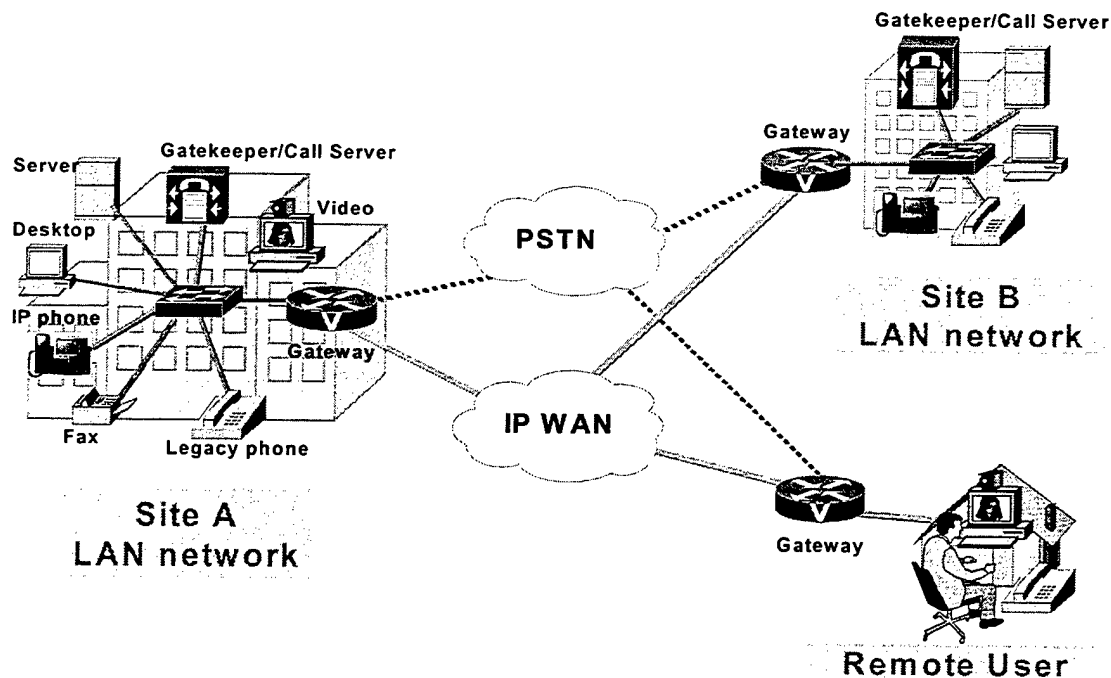 Gatekeeper/Call Server
Gateway
Server
Gatekeeper/Call Server
Video
Desktop
PSTN
IP phone
Gateway
Site B
LAN network
IP WAN
Fax
Legacy phone
Site A
LAN network
Gateway
Remote User
V
V
V